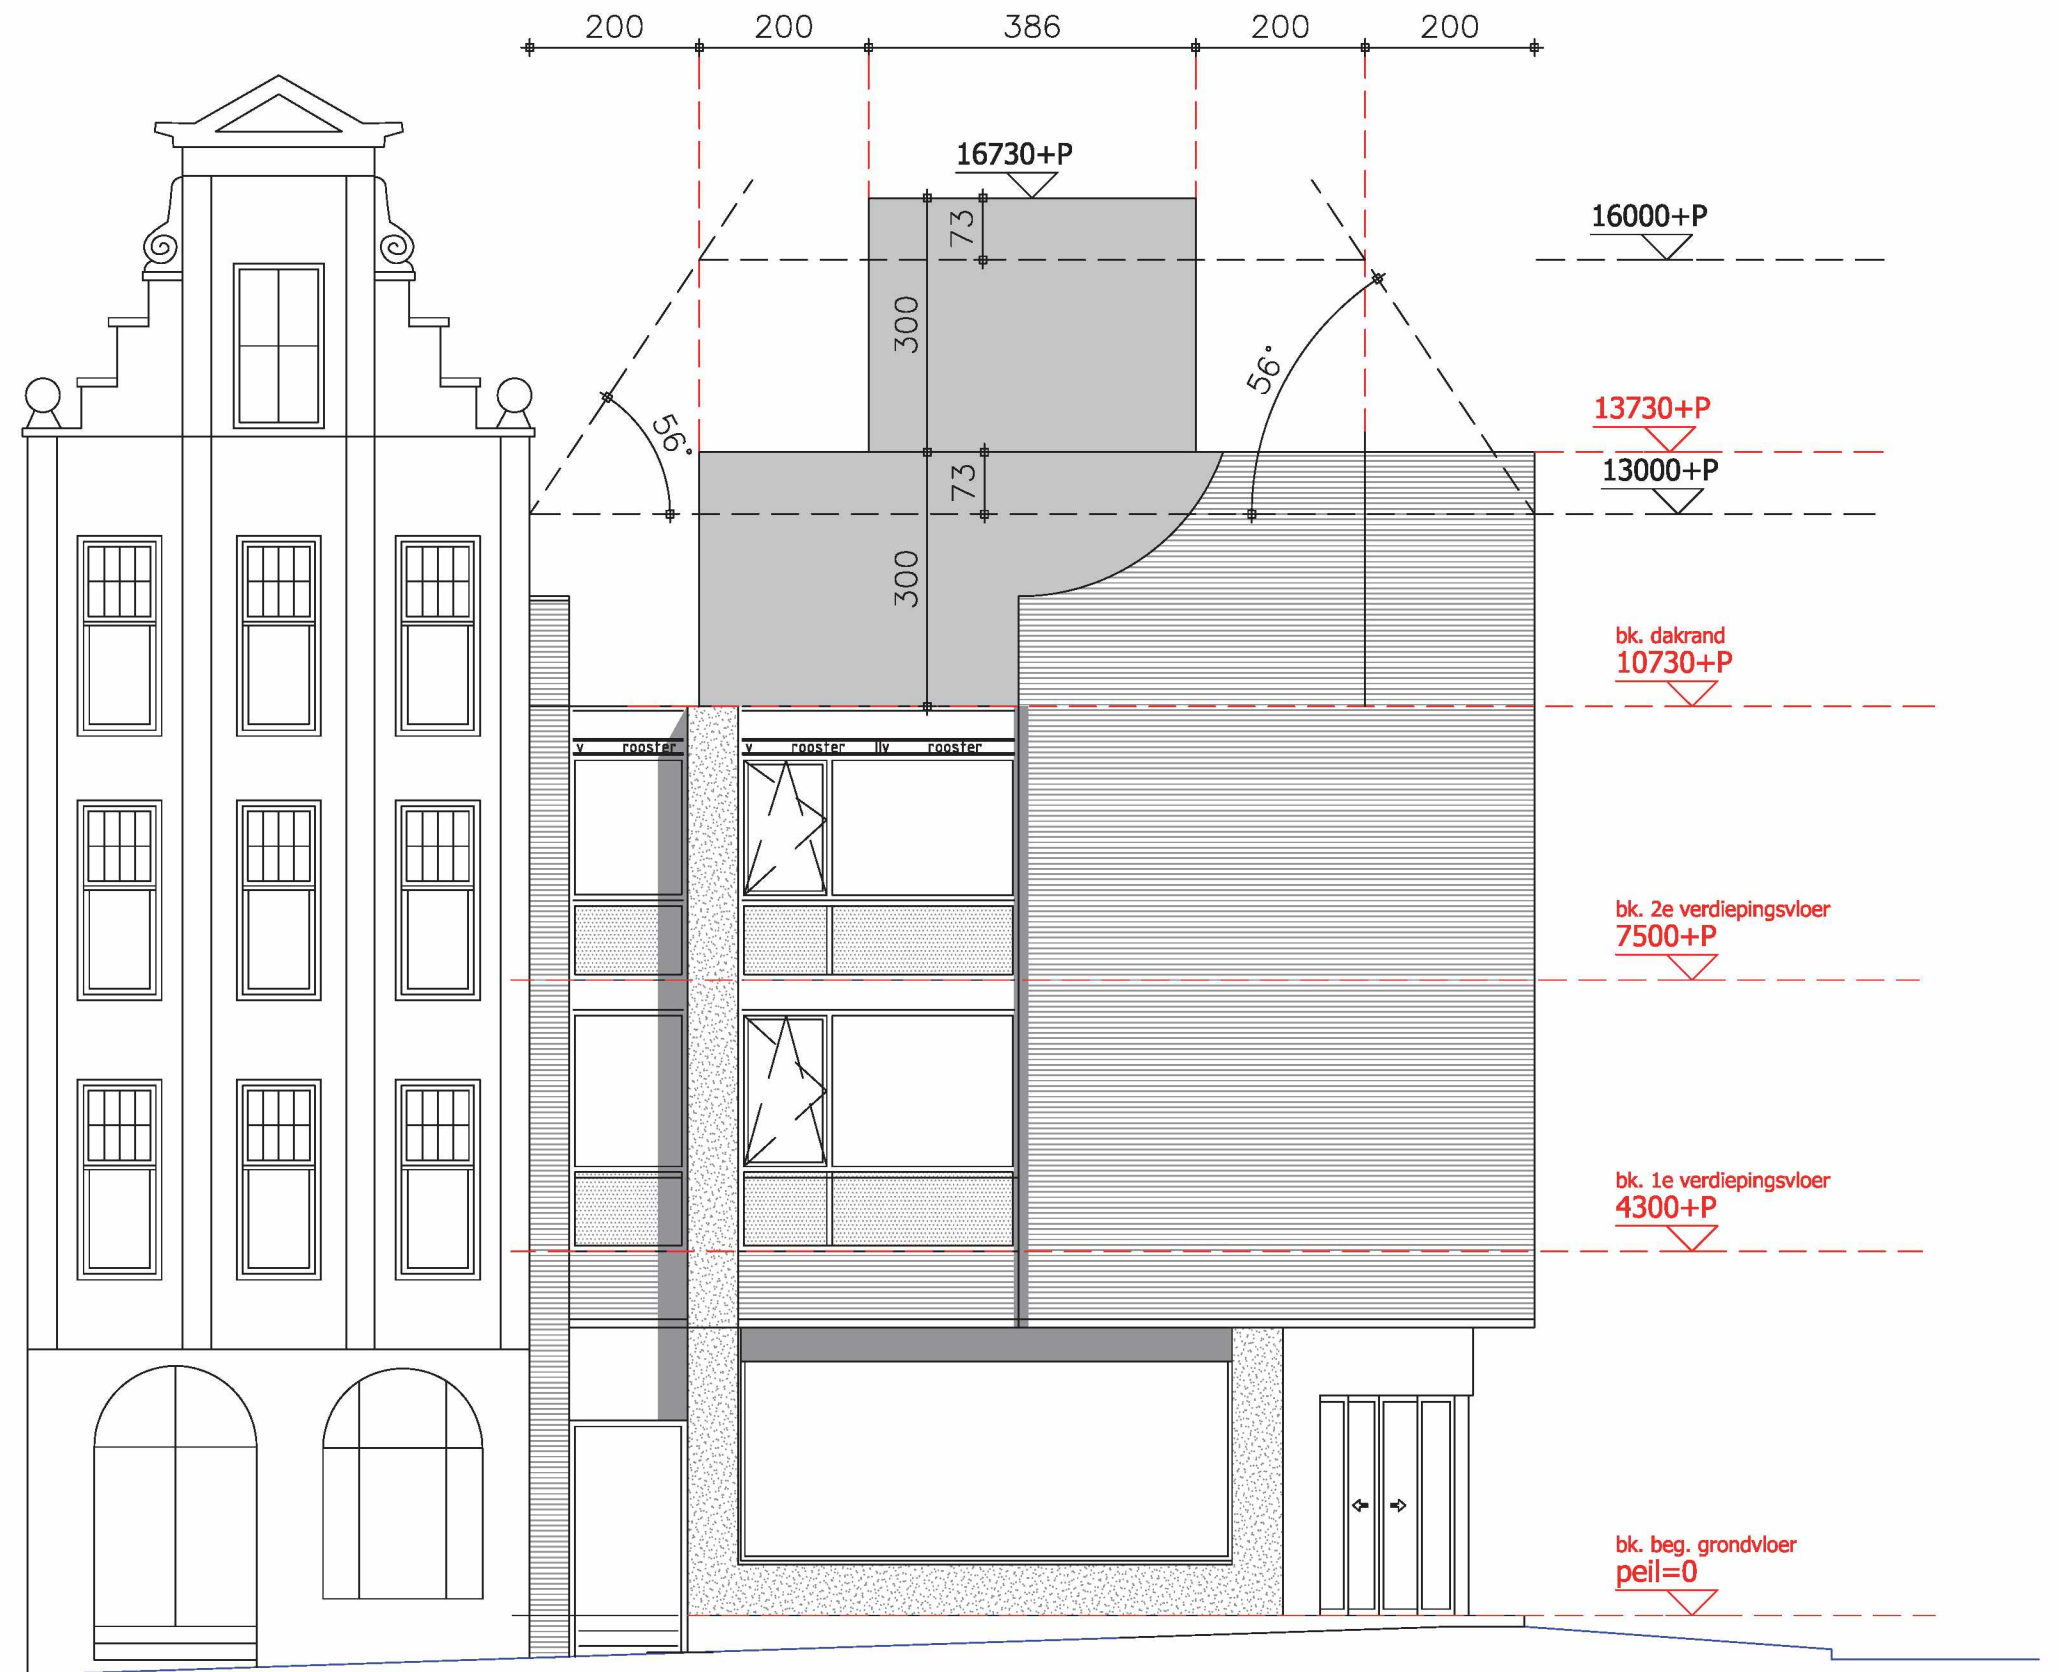 200 200 386 200 200
16730+P
73
16000+P
300
56°
56°
13730+P
13000+P
73
300
bk. dakrand
10730+P
v rooster v rooster llv rooster
bk. 2e verdiepingsvloer
7500+P
bk. 1e verdiepingsvloer
4300+P
bk. beg. grondvloer
peil=0